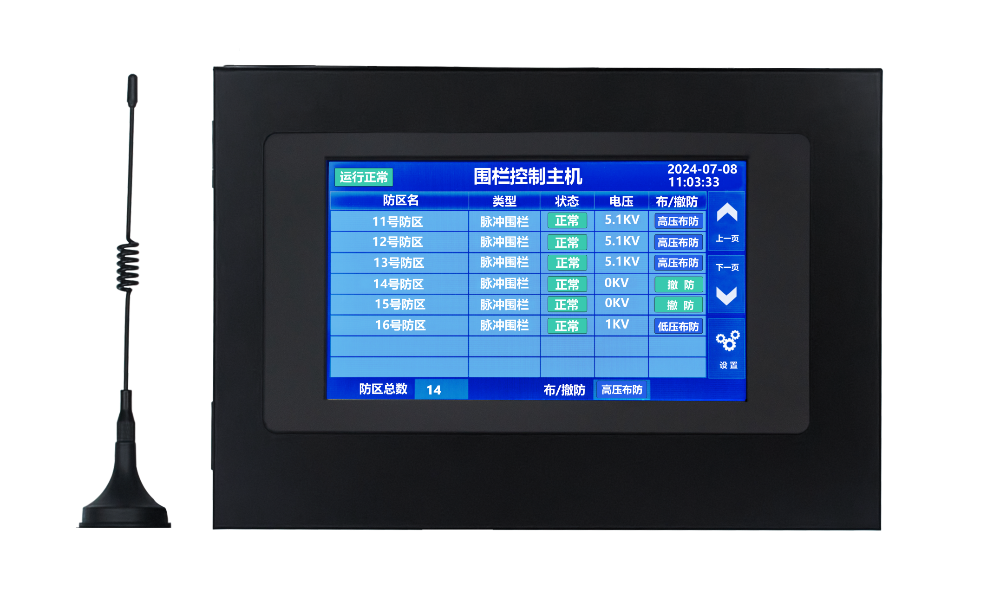 运行正常 围栏控制主机 2024-07-08
11:03:33
防区名 类型 状态 电压 布/撤防
11号防区 脉冲围栏 正常 5.1KV 高压布防
12号防区 脉冲围栏 正常 5.1KV 高压布防
13号防区 脉冲围栏 正常 5.1KV 高压布防
14号防区 脉冲围栏 正常 0KV 撤 防
15号防区 脉冲围栏 正常 0KV 撤 防
16号防区 脉冲围栏 正常 1KV 低压布防
上一页
下一页
设置
防区总数 14 布/撤防 高压布防